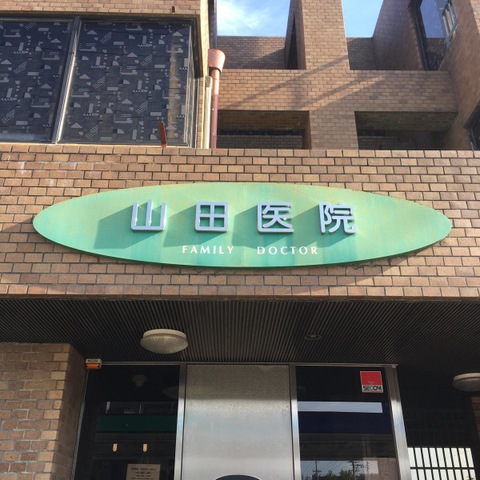 山田医院
FAMILY DOCTOR
SECOM